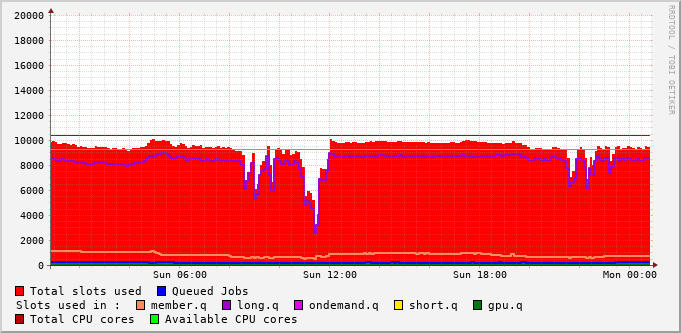 RRDTOOL / TOBI OETIKER
20000
18000
16000
14000
12000
10000
8000
6000
4000
2000
0
Sun 06:00 Sun 12:00 Sun 18:00 Mon 00:00
Total slots used Queued Jobs
Slots used in : member.q long.q ondemand.q short.q gpu.q
Total CPU cores Available CPU cores